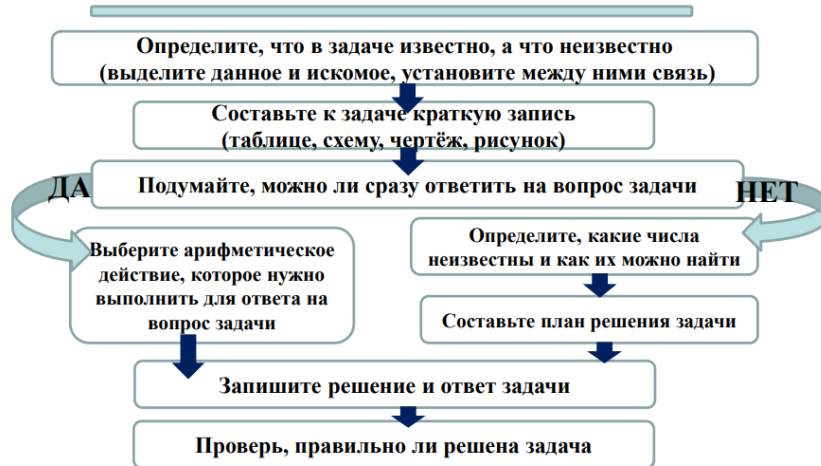 Определите, что в задаче известно, а что неизвестно
(выделите данное и искомое, установите между ними связь)
Составьте к задаче краткую запись
(таблице, схему, чертёж, рисунок)
ДА
Подумайте, можно ли сразу ответить на вопрос задачи
НЕТ
Выберите арифметическое
действие, которое нужно
выполнить для ответа на
вопрос задачи
Определите, какие числа
неизвестны и как их можно найти
Составьте план решения задачи
Запишите решение и ответ задачи
Проверь, правильно ли решена задача